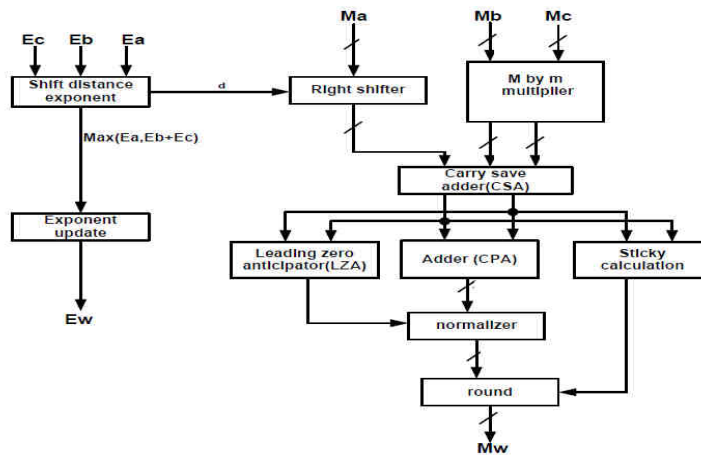 Ec Eb Ea Ma Mb Mc
Shift distance
exponent
d
Right shifter
M by m
multiplier
Max(Ea,Eb+Ec)
Carry save
adder(CSA)
Exponent
update
Leading zero
anticipator(LZA)
Adder (CPA)
Sticky
calculation
Ew
normalizer
round
Mw